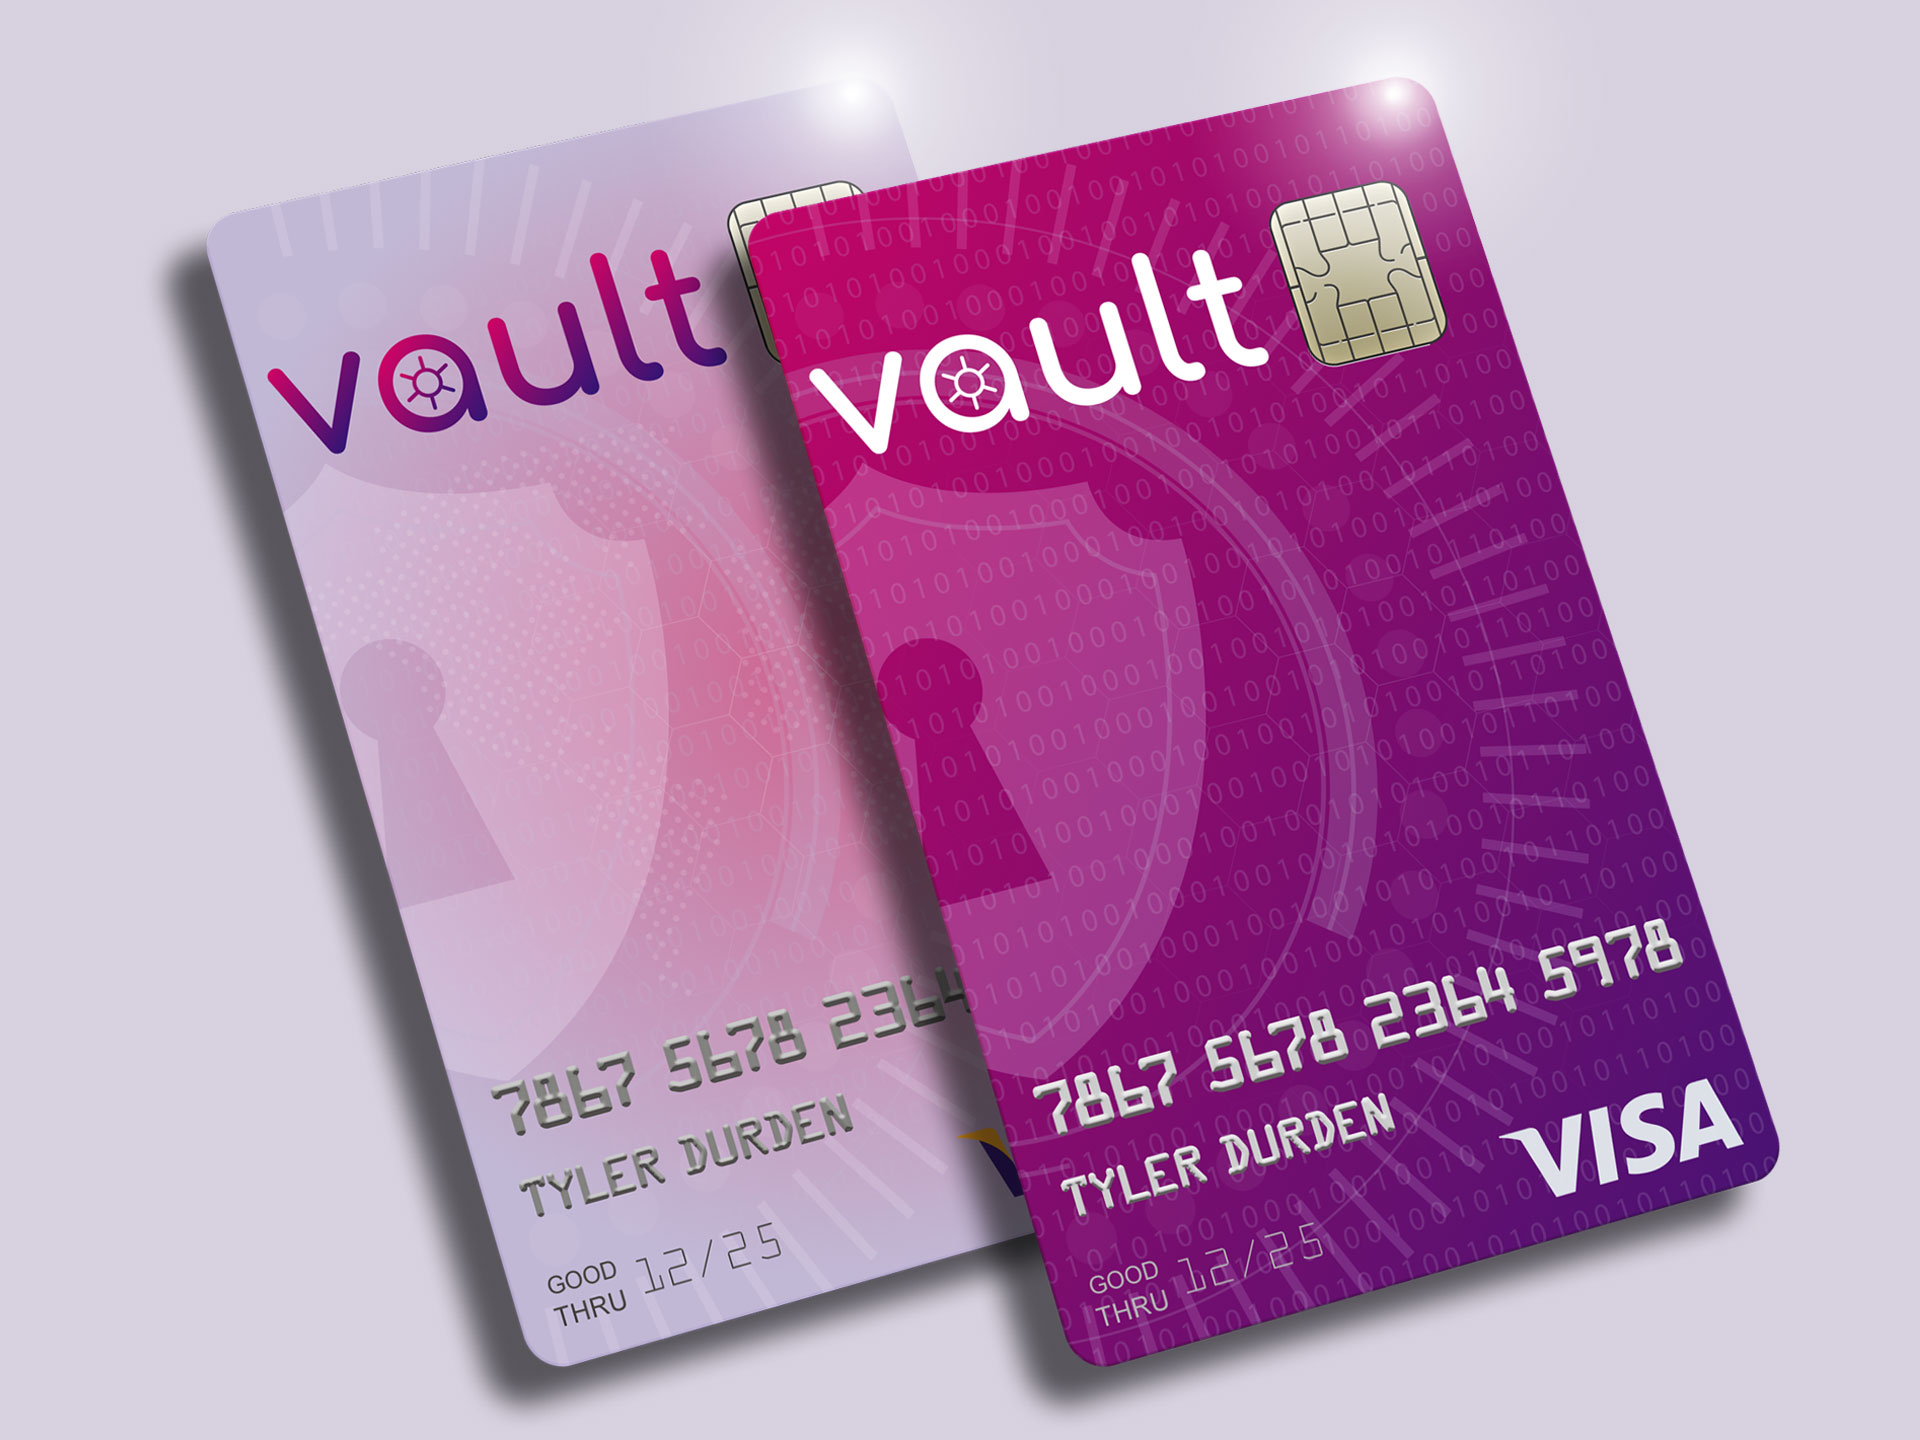 vault
7867 5678 2364
TYLER DURDEN
GOOD
THRU 12/25
vault
7867 5678 2364 5978
TYLER DURDEN
VISA
GOOD
THRU 12/25